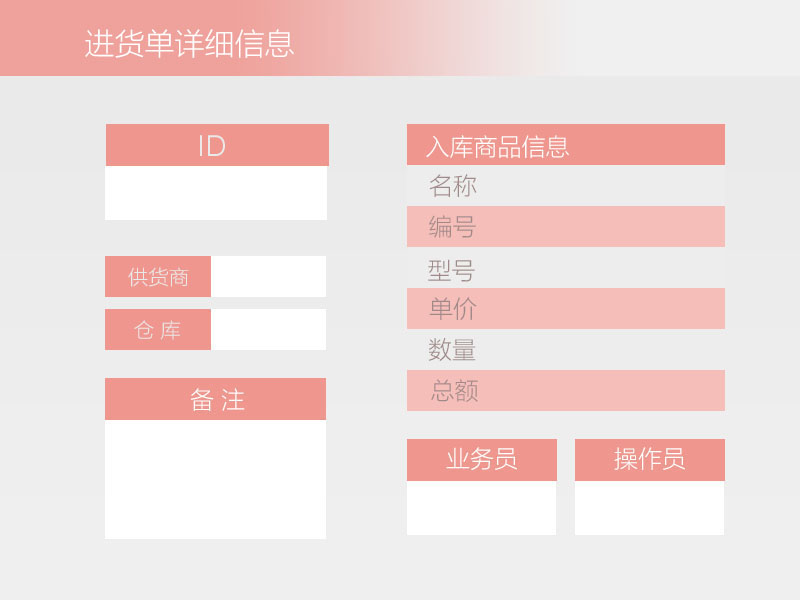 进货单详细信息
ID
供货商
仓 库
备 注
入库商品信息
名称
编号
型号
单价
数量
总额
业务员
操作员